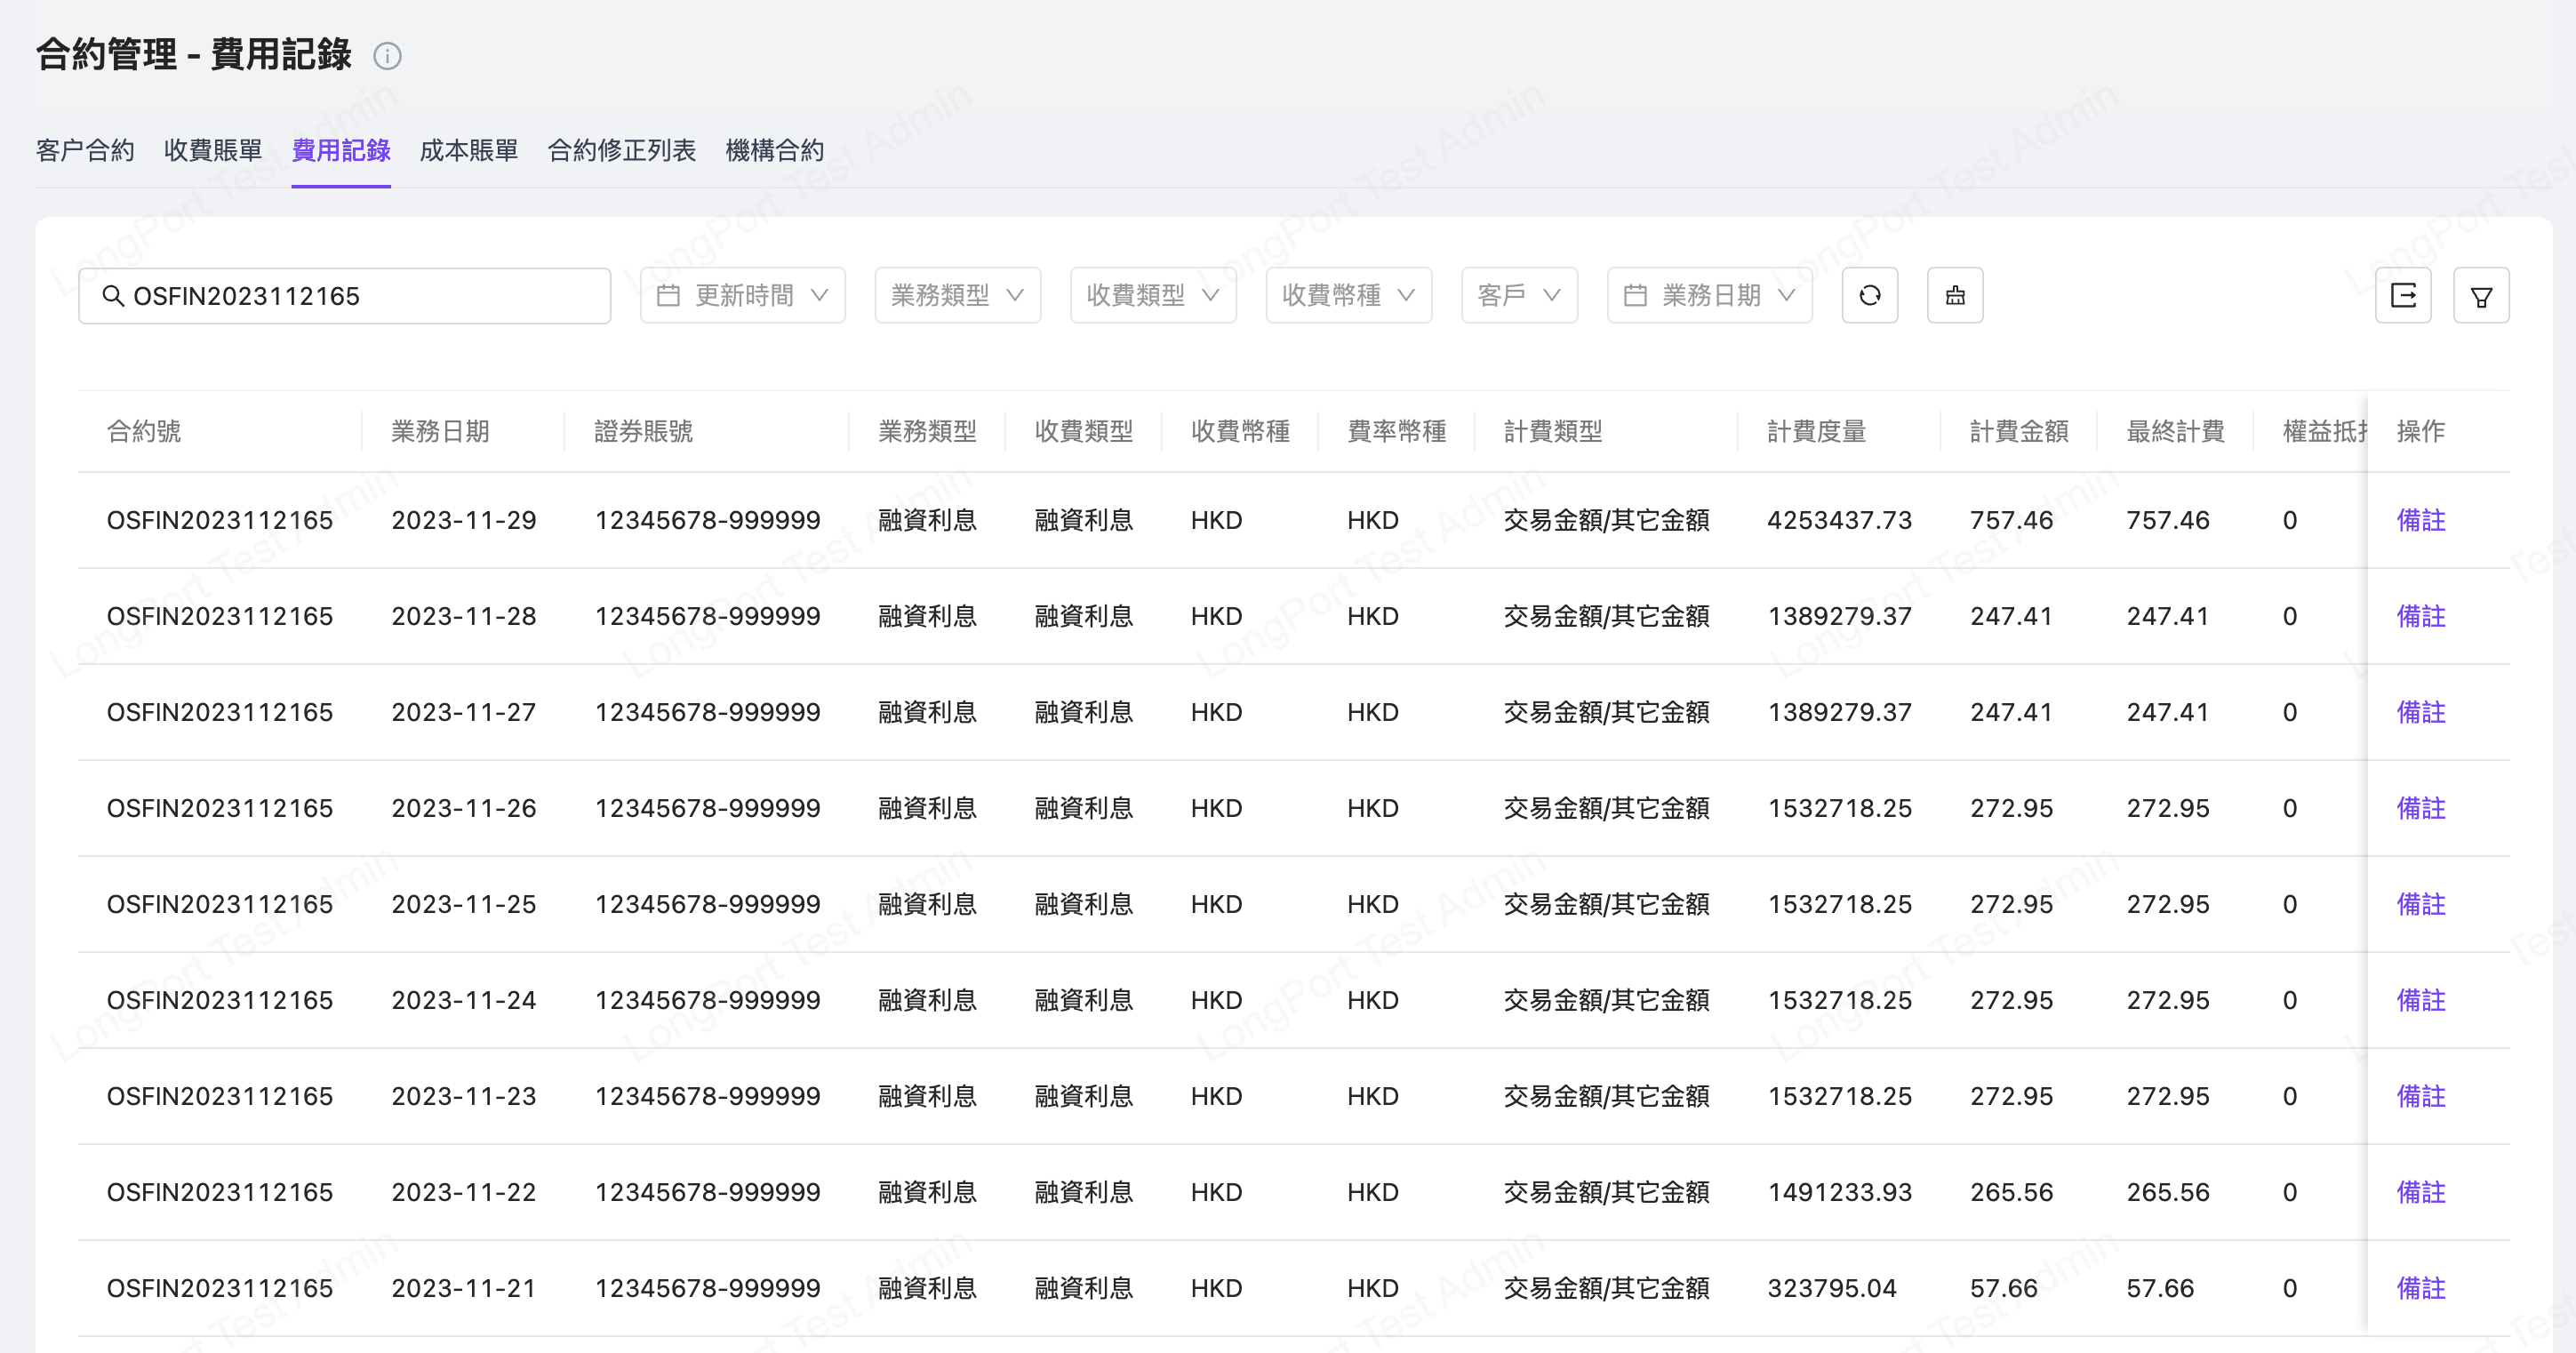 合約管理 - 費用記錄
客户合約 收費賬單 費用記錄 成本賬單 合約修正列表 機構合約
OSFIN2023112165 更新時間 業務類型 收費類型 收費幣種 客戶 業務日期
合約號 業務日期 證券賬號 業務類型 收費類型 收費幣種 費率幣種 計費類型 計費度量 計費金額 最終計費 權益抵 操作
OSFIN2023112165 2023-11-29 12345678-999999 融資利息 融資利息 HKD HKD 交易金額/其它金額 4253437.73 757.46 757.46 0 備註
OSFIN2023112165 2023-11-28 12345678-999999 融資利息 融資利息 HKD HKD 交易金額/其它金額 1389279.37 247.41 247.41 0 備註
OSFIN2023112165 2023-11-27 12345678-999999 融資利息 融資利息 HKD HKD 交易金額/其它金額 1389279.37 247.41 247.41 0 備註
OSFIN2023112165 2023-11-26 12345678-999999 融資利息 融資利息 HKD HKD 交易金額/其它金額 1532718.25 272.95 272.95 0 備註
OSFIN2023112165 2023-11-25 12345678-999999 融資利息 融資利息 HKD HKD 交易金額/其它金額 1532718.25 272.95 272.95 0 備註
OSFIN2023112165 2023-11-24 12345678-999999 融資利息 融資利息 HKD HKD 交易金額/其它金額 1532718.25 272.95 272.95 0 備註
OSFIN2023112165 2023-11-23 12345678-999999 融資利息 融資利息 HKD HKD 交易金額/其它金額 1532718.25 272.95 272.95 0 備註
OSFIN2023112165 2023-11-22 12345678-999999 融資利息 融資利息 HKD HKD 交易金額/其它金額 1491233.93 265.56 265.56 0 備註
OSFIN2023112165 2023-11-21 12345678-999999 融資利息 融資利息 HKD HKD 交易金額/其它金額 323795.04 57.66 57.66 0 備註
LongPort Test Admin